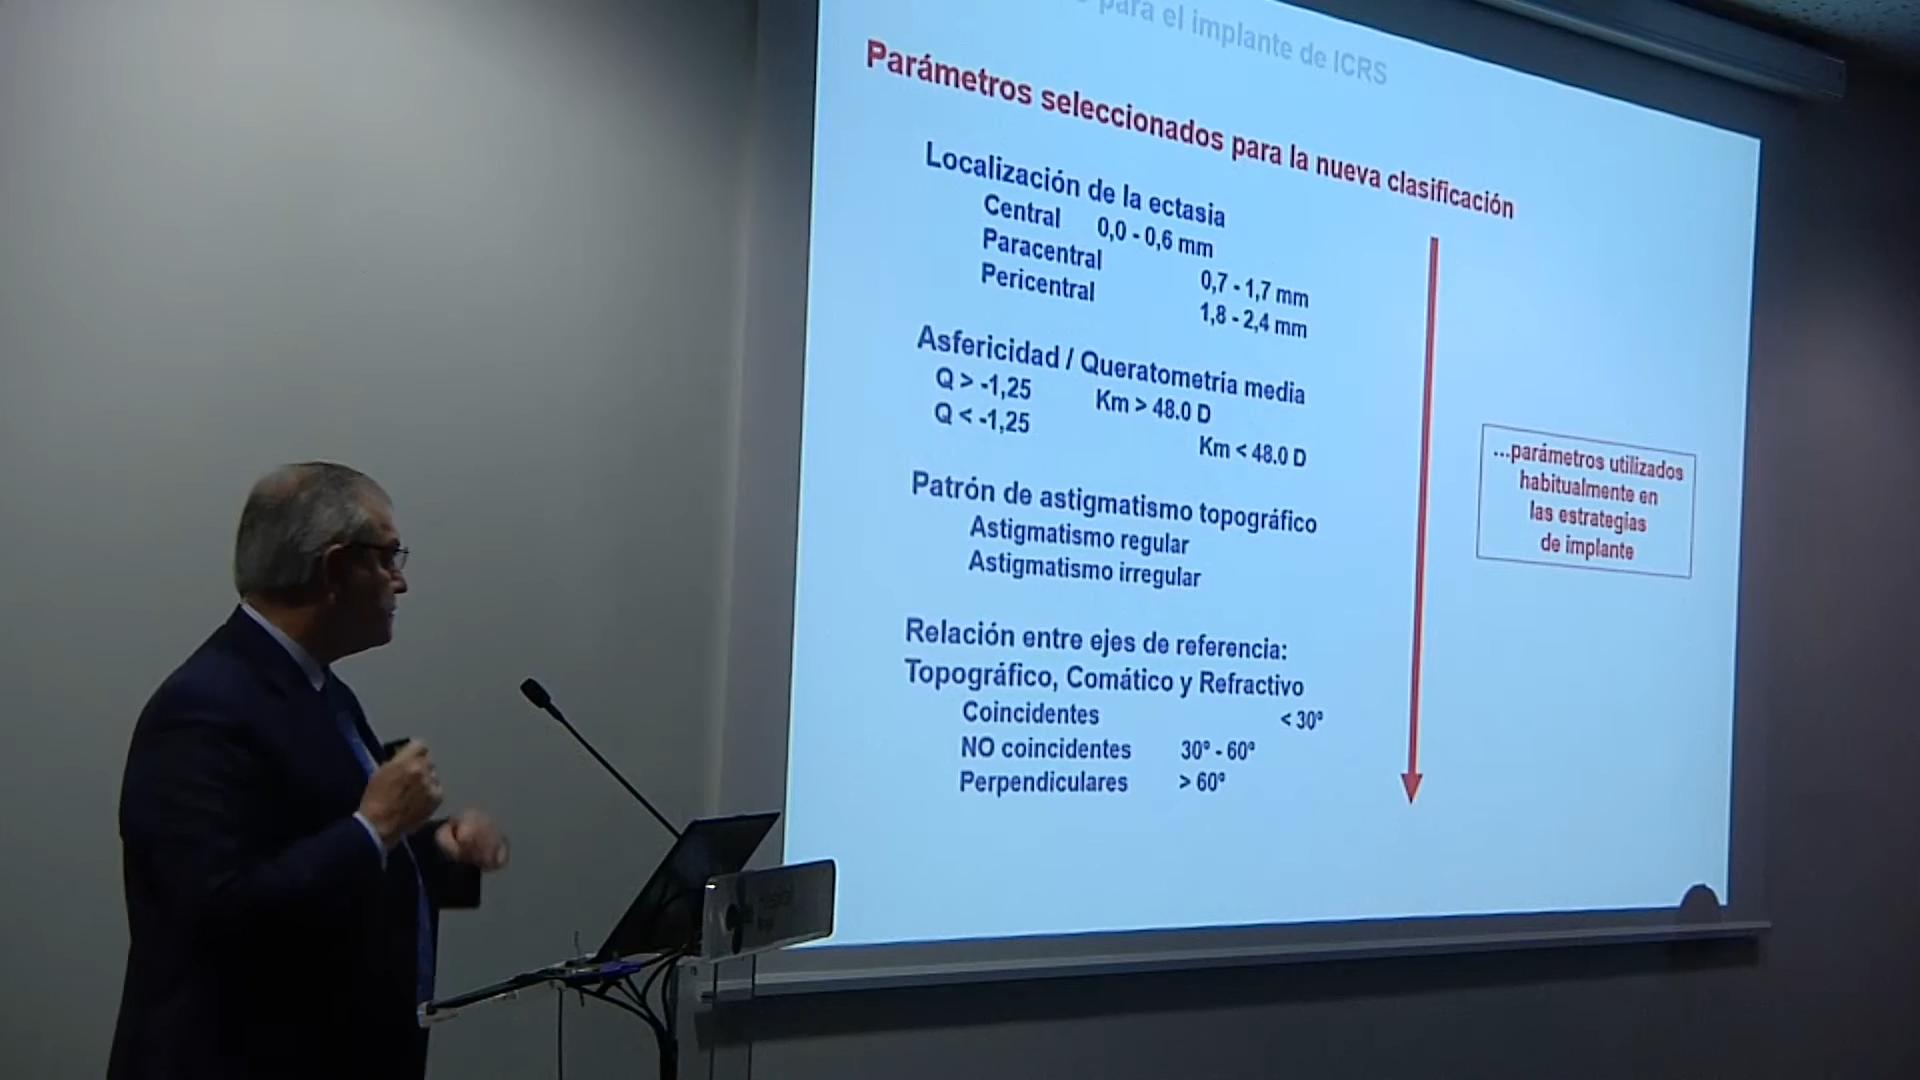 para el implante de ICRS
Parámetros seleccionados para la nueva clasificación
Localización de la ectasia
Central 0,0 - 0,6 mm
Paracentral 0,7 - 1,7 mm
Pericentral 1,8 - 2,4 mm
Asfericidad / Queratometria media
Q > -1,25 Km > 48.0 D
Q < -1,25 Km < 48.0 D
Patrón de astigmatismo topográfico
Astigmatismo regular
Astigmatismo irregular
Relación entre ejes de referencia:
Topográfico, Comático y Refractivo
Coincidentes < 30º
NO coincidentes 30º - 60º
Perpendiculares > 60º
...parámetros utilizados
habitualmente en
las estrategias
de implante